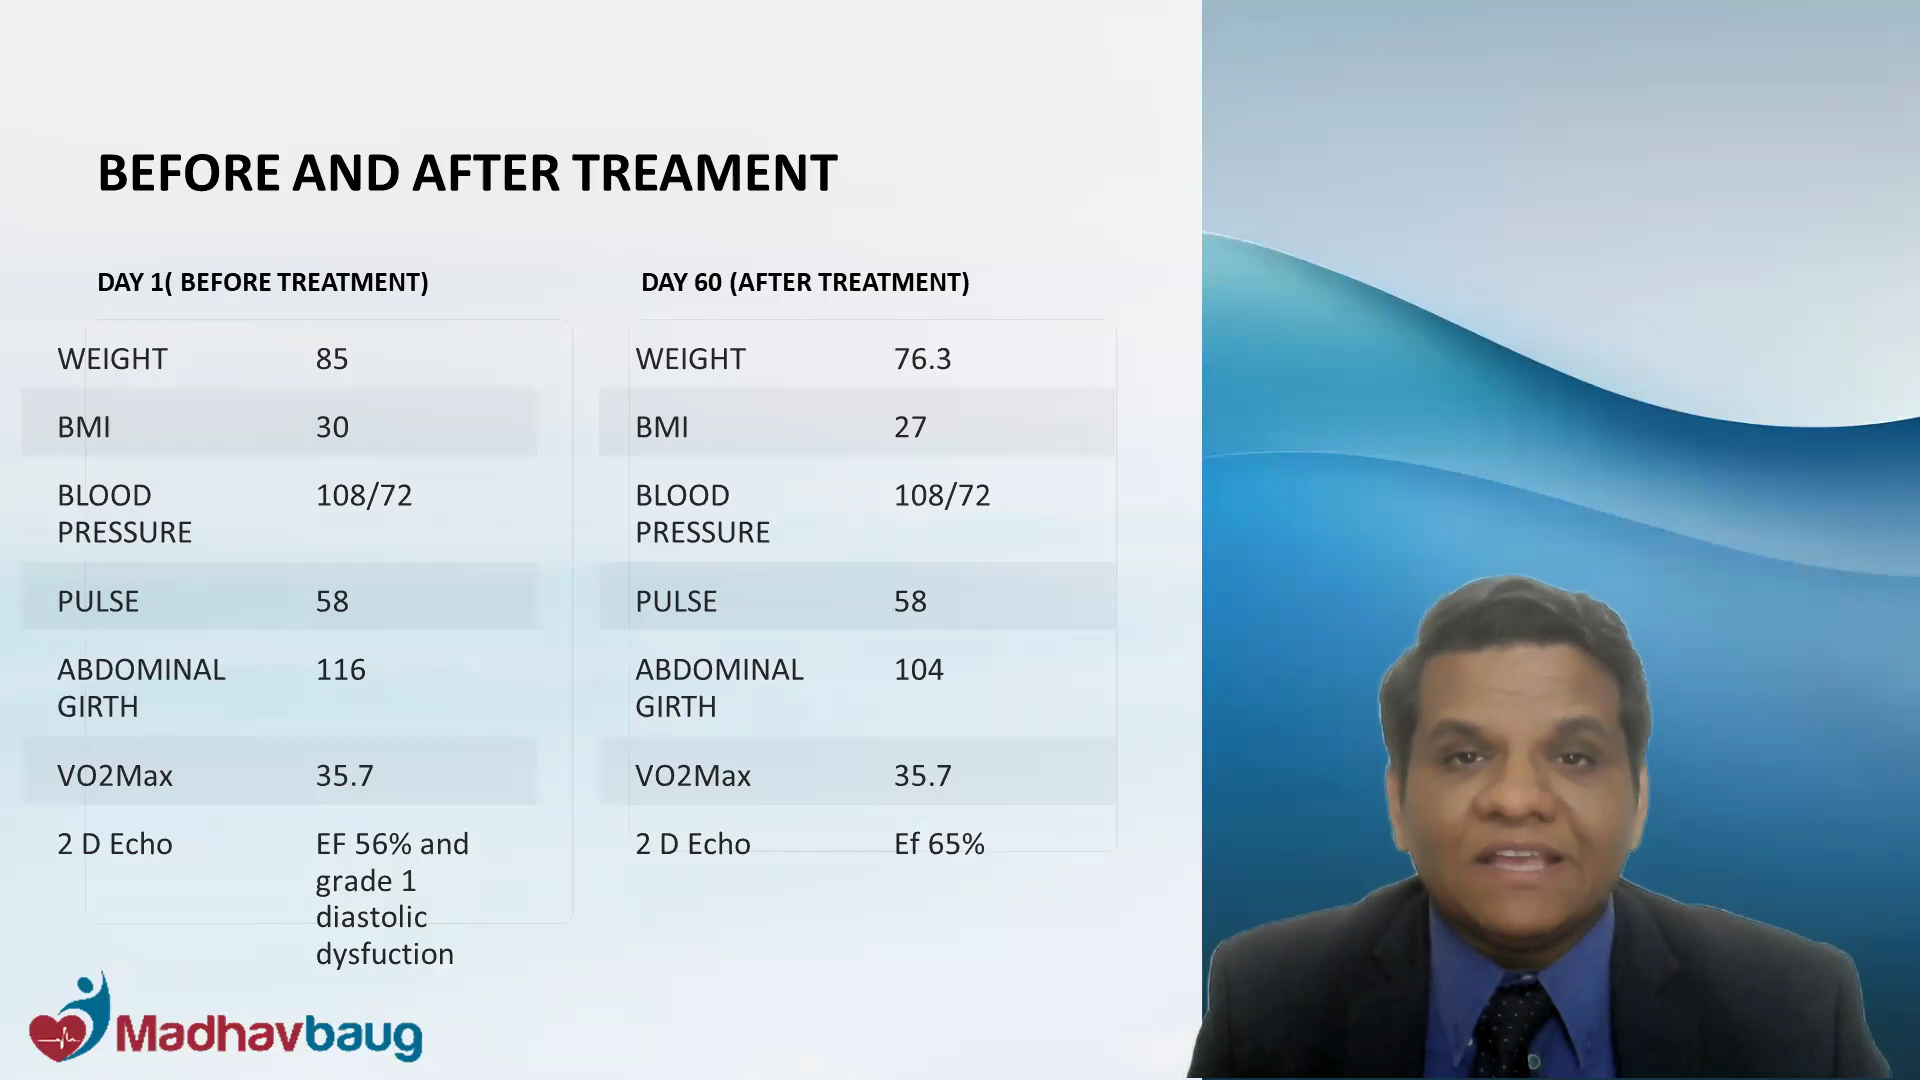 BEFORE AND AFTER TREAMENT
DAY 1( BEFORE TREATMENT)
WEIGHT 85
BMI 30
BLOOD 108/72
PRESSURE
PULSE 58
ABDOMINAL 116
GIRTH
VO2Max 35.7
2 D Echo EF 56% and
grade 1
diastolic
dysfuction
DAY 60 (AFTER TREATMENT)
WEIGHT 76.3
BMI 27
BLOOD 108/72
PRESSURE
PULSE 58
ABDOMINAL 104
GIRTH
VO2Max 35.7
2 D Echo Ef 65%
Madhavbaug